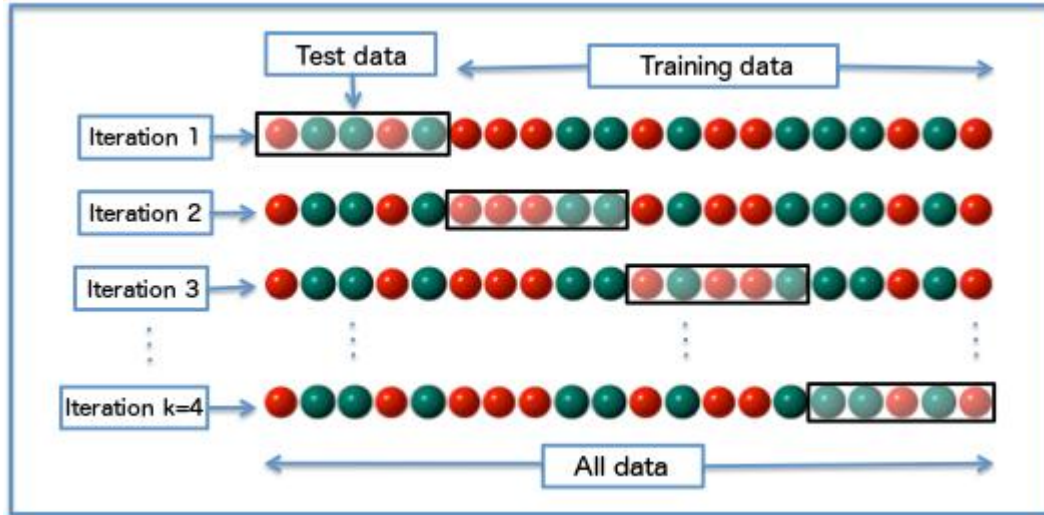 Test data
Training data
Iteration 1
Iteration 2
Iteration 3
Iteration k=4
All data